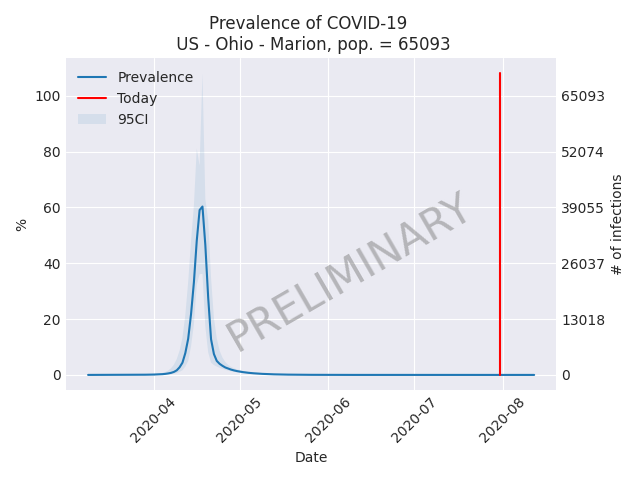 Prevalence of COVID-19
US - Ohio - Marion, pop. = 65093
Prevalence
Today
95CI
100
80
60
40
20
0
%
65093
52074
39055
26037
13018
0
# of infections
PRELIMINARY
2020-04
2020-05
2020-06
2020-07
2020-08
Date